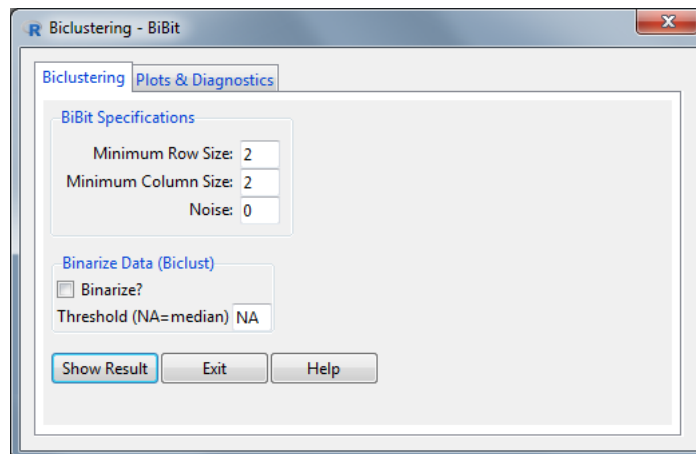 R Biclustering - BiBit
X
Biclustering Plots & Diagnostics
BiBit Specifications
Minimum Row Size: 2
Minimum Column Size: 2
Noise: 0
Binarize Data (Biclust)
Binarize?
Threshold (NA=median) NA
Show Result Exit Help